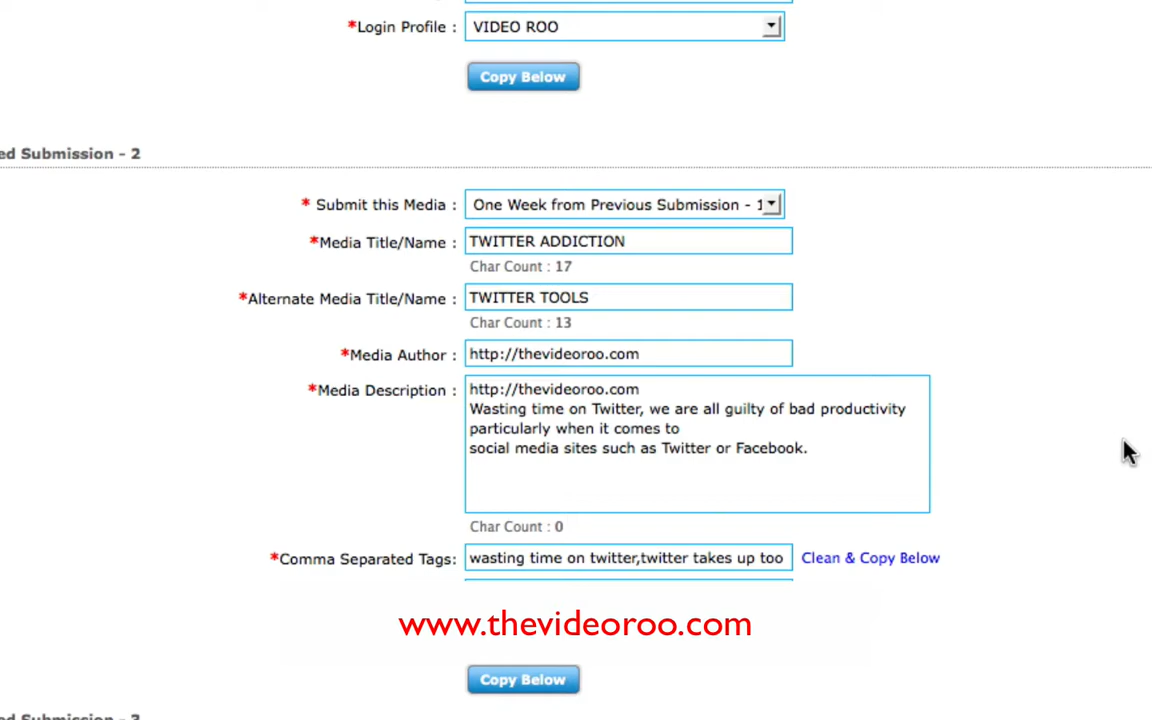 *Login Profile : VIDEO ROO
Copy Below
ed Submission - 2
* Submit this Media : One Week from Previous Submission - 1
*Media Title/Name : TWITTER ADDICTION
Char Count : 17
*Alternate Media Title/Name : TWITTER TOOLS
Char Count : 13
*Media Author : http://thevideoroo.com
*Media Description : http://thevideoroo.com
Wasting time on Twitter, we are all guilty of bad productivity
particularly when it comes to
social media sites such as Twitter or Facebook.
Char Count : 0
*Comma Separated Tags: wasting time on twitter,twitter takes up too Clean & Copy Below
www.thevideoroo.com
Copy Below
ed Submission - 3